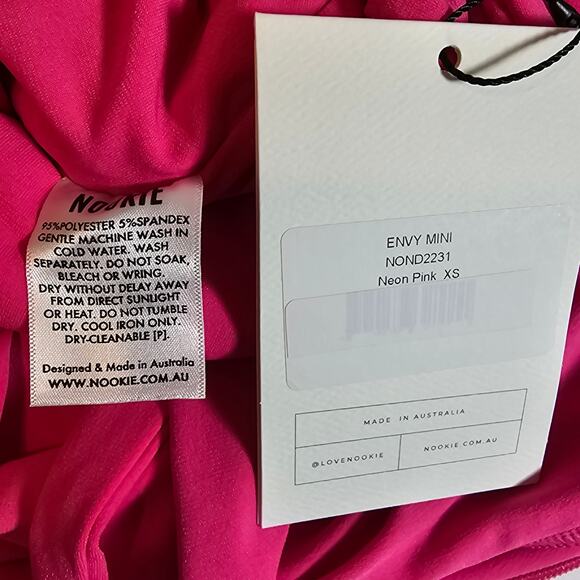 NOOKIE
95%POLYESTER 5%SPANDEX
GENTLE MACHINE WASH IN
COLD WATER. WASH
SEPARATELY. DO NOT SOAK,
BLEACH OR WRING.
DRY WITHOUT DELAY AWAY
FROM DIRECT SUNLIGHT
OR HEAT. DO NOT TUMBLE
DRY. COOL IRON ONLY.
DRY-CLEANABLE [P].
Designed & Made in Australia
WWW.NOOKIE.COM.AU
ENVY MINI
NOND2231
Neon Pink XS
MADE IN AUSTRALIA
@LOVENOOKIE
NOOKIE.COM.AU